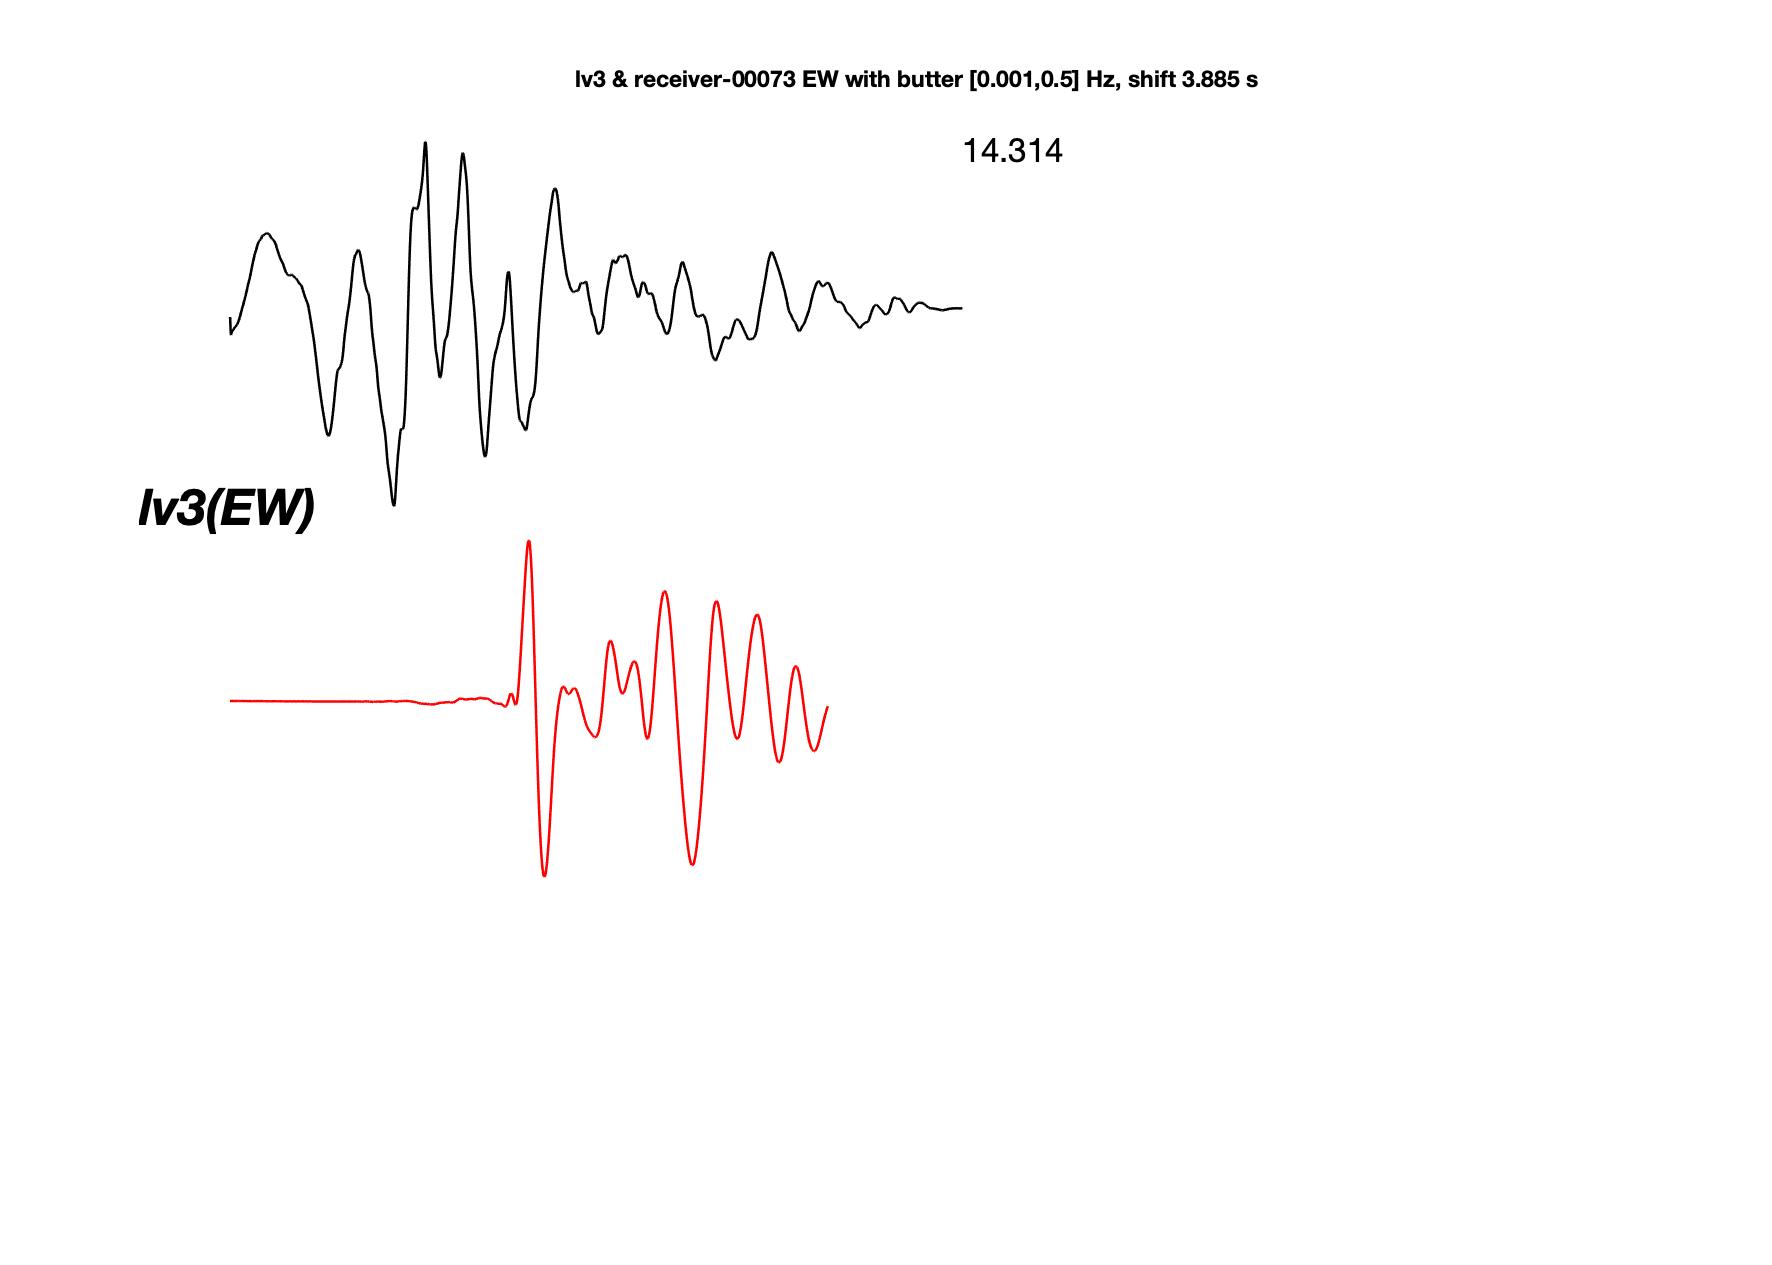 lv3 & receiver-00073 EW with butter [0.001,0.5] Hz, shift 3.885 s
14.314
lv3(EW)